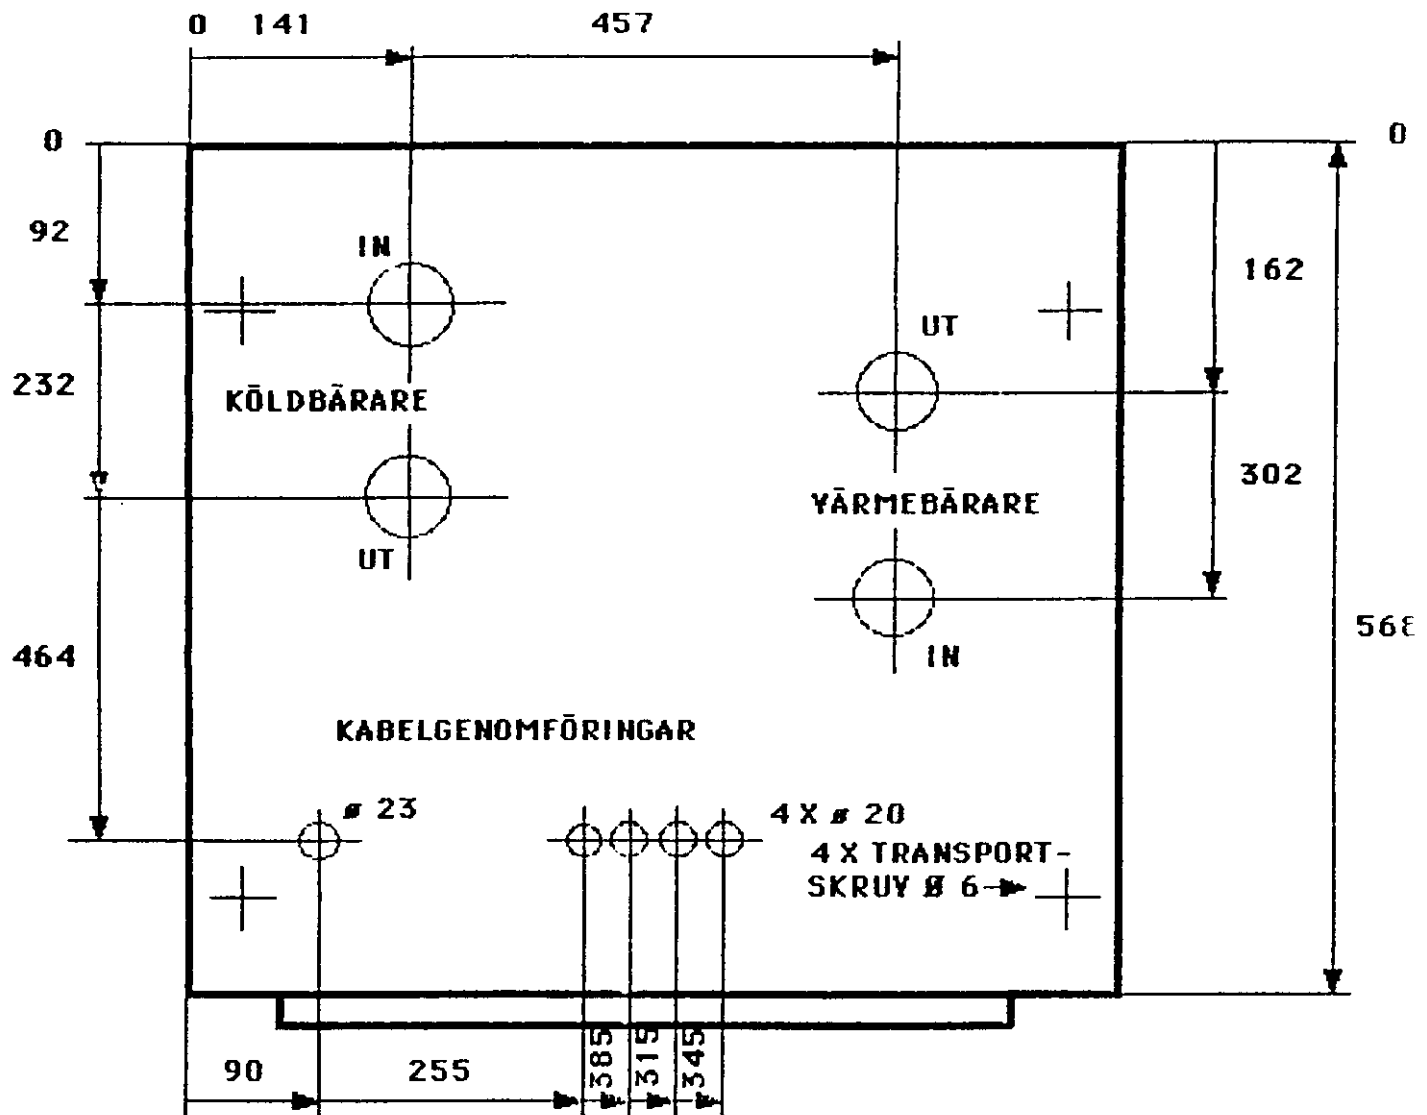 0 141 457
0 0
92
IN
162
UT
232
KÖLDBÄRARE
302
VÄRMEBÄRARE
UT
568
464
IN
KABELGENOMFÖRINGAR
ø 23
4 X ø 20
4 X TRANSPORT-
SKRUV Ø 6
90 255 385 315 345